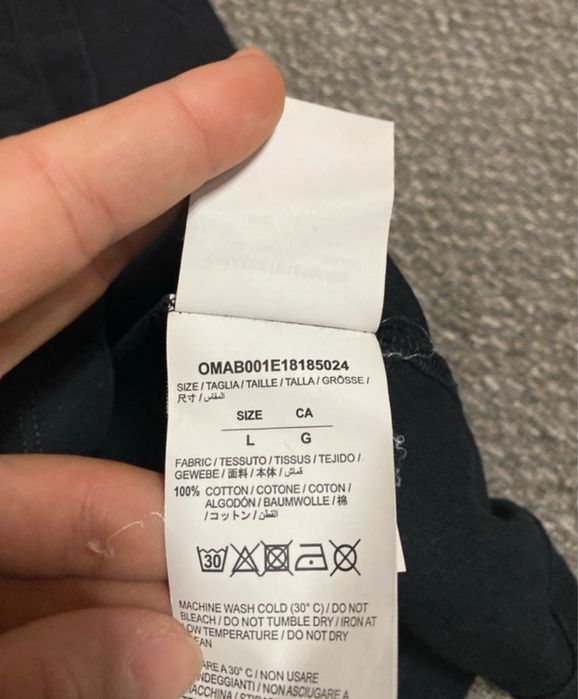 OMAB001E18185024
SIZE / TAGLIA / TAILLE / TALLA / GRÖSSE /
尺寸 / المقاس
SIZE CA
L G
FABRIC / TESSUTO / TISSUS / TEJIDO /
GEWEBE / 面料 / 本体 / قماش
100% COTTON / COTONE / COTON /
ALGODÓN / BAUMWOLLE / 棉
/ コットン / القطن
30
MACHINE WASH COLD (30° C) / DO NOT
BLEACH / DO NOT TUMBLE DRY / IRON AT
LOW TEMPERATURE / DO NOT DRY
ARE A 30° C / NON USARE
NDEGGIANTI / NON ASCIUGARE A